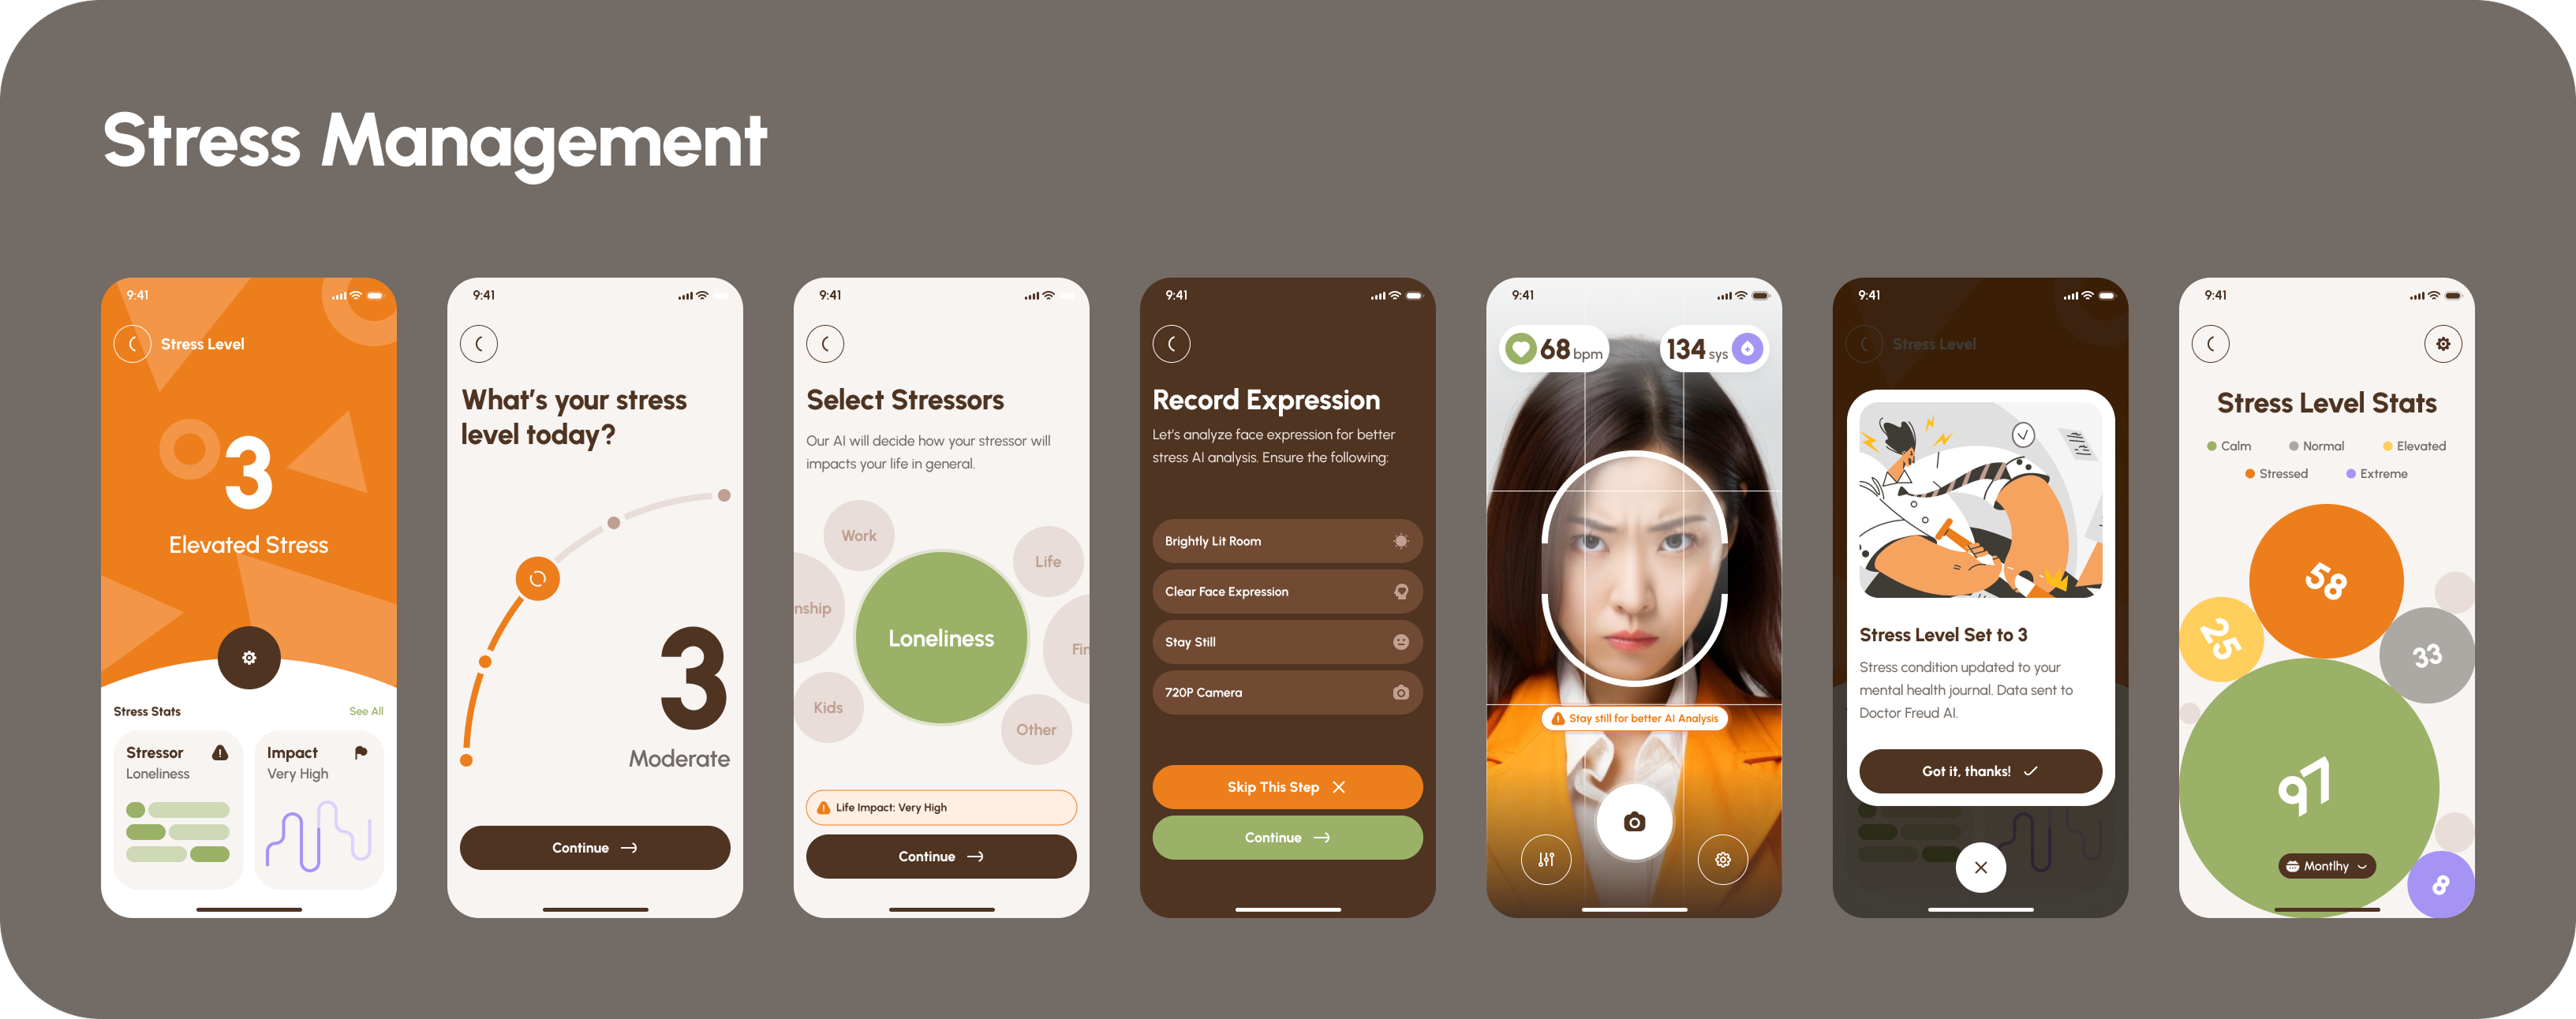 Stress Management
9:41
Stress Level
3
Elevated Stress
Stress Stats
See All
Stressor
Loneliness
Impact
Very High
9:41
What's your stress
level today?
3
Moderate
Continue
9:41
Select Stressors
Our AI will decide how your stressor will
impacts your life in general.
Work
Life
nship
Loneliness
Fin
Kids
Other
Life Impact: Very High
Continue
9:41
Record Expression
Let's analyze face expression for better
stress AI analysis. Ensure the following:
Brightly Lit Room
Clear Face Expression
Stay Still
720P Camera
Skip This Step
Continue
9:41
68 bpm
134 sys
Stay still for better AI Analysis
9:41
Stress Level
Stress Level Set to 3
Stress condition updated to your
mental health journal. Data sent to
Doctor Freud AI.
Got it, thanks!
9:41
Stress Level Stats
Calm
Normal
Elevated
Stressed
Extreme
58
25
33
97
Montlhy
8